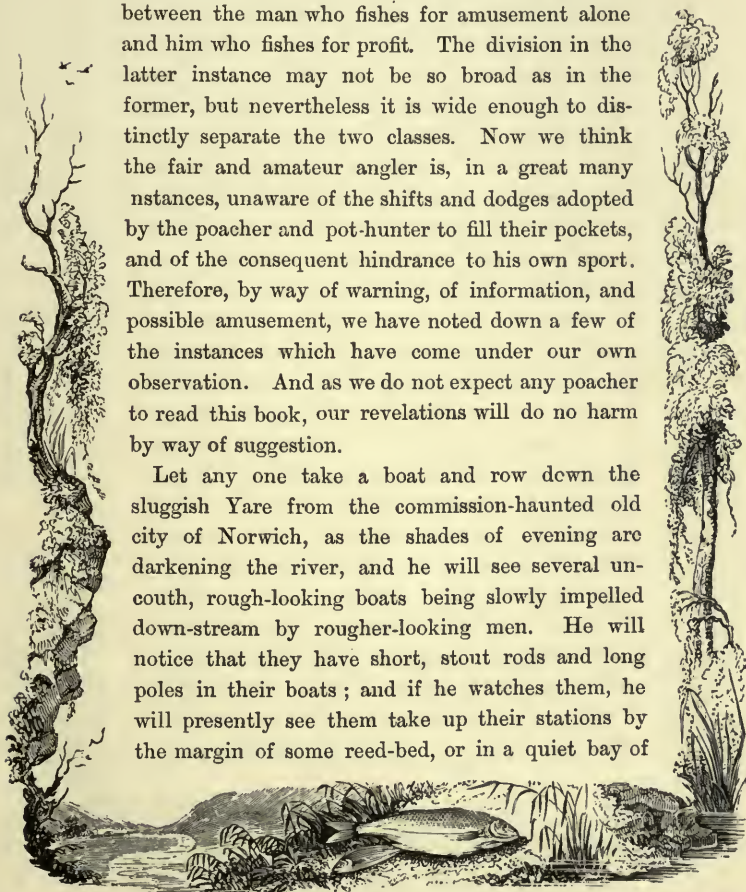 between the man who fishes for amusement alone
and him who fishes for profit. The division in the
latter instance may not be so broad as in the
former, but nevertheless it is wide enough to dis-
tinctly separate the two classes. Now we think
the fair and amateur angler is, in a great many
nstances, unaware of the shifts and dodges adopted
by the poacher and pot-hunter to fill their pockets,
and of the consequent hindrance to his own sport.
Therefore, by way of warning, of information, and
possible amusement, we have noted down a few of
the instances which have come under our own
observation. And as we do not expect any poacher
to read this book, our revelations will do no harm
by way of suggestion.
Let any one take a boat and row down the
sluggish Yare from the commission-haunted old
city of Norwich, as the shades of evening are
darkening the river, and he will see several un-
couth, rough-looking boats being slowly impelled
down-stream by rougher-looking men. He will
notice that they have short, stout rods and long
poles in their boats; and if he watches them, he
will presently see them take up their stations by
the margin of some reed-bed, or in a quiet bay of